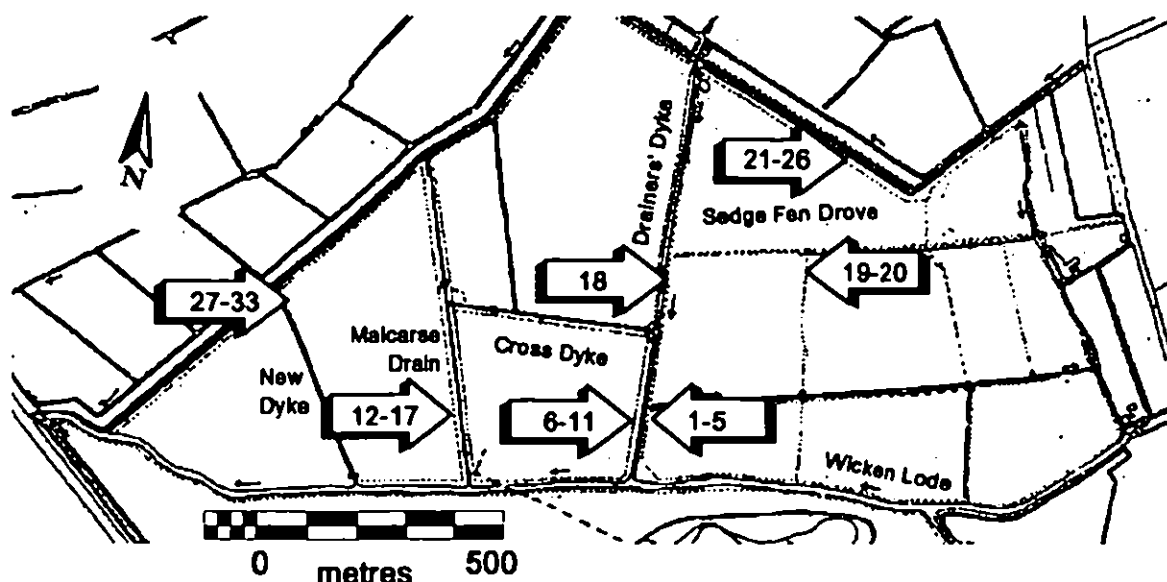 21-26
Drainers' Dyke
Sedge Fen Drove
N
18
19-20
27-33
Malcarse
Drain
Cross Dyke
New
Dyke
12-17
6-11
1-5
Wicken Lode
0
500
metres